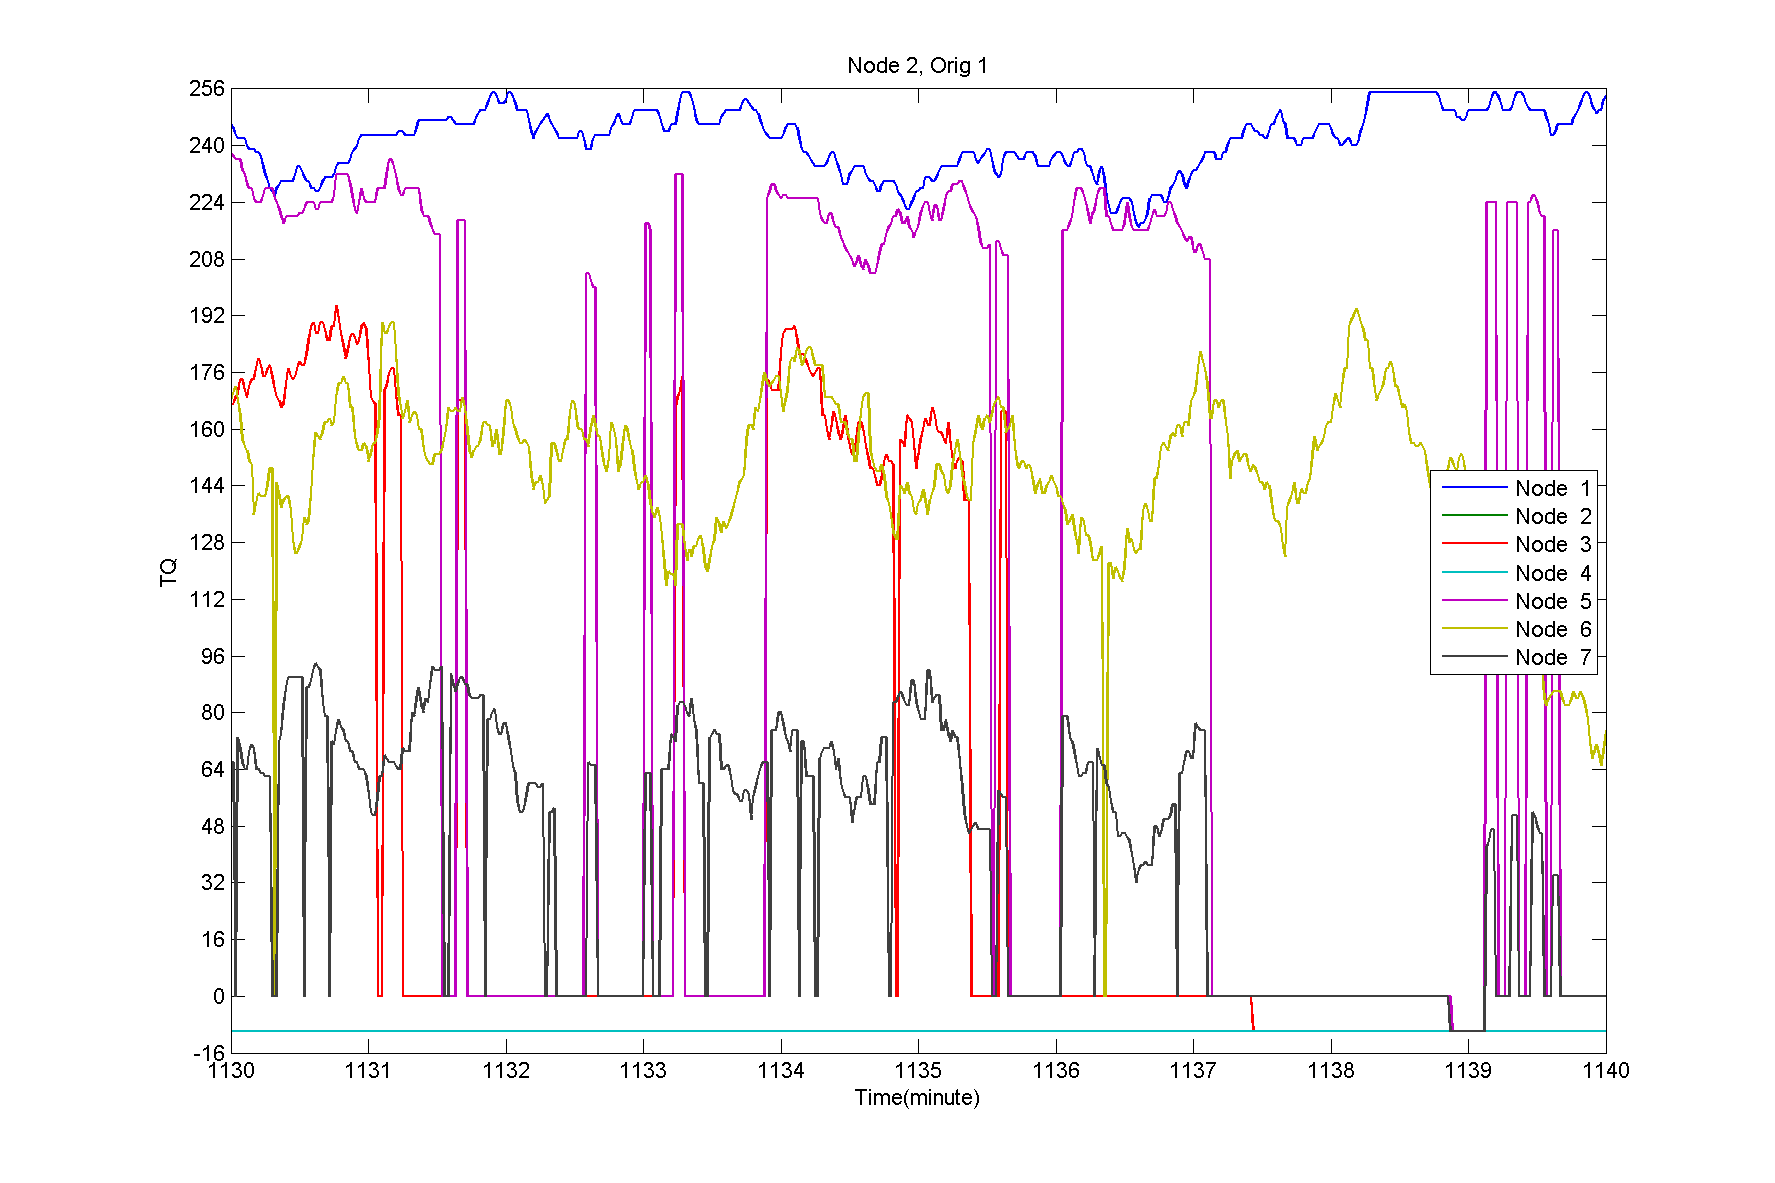 Node 2, Orig 1
256
240
224
208
192
176
160
144
128
112
96
80
64
48
32
16
0
-16
TQ
Node 1
Node 2
Node 3
Node 4
Node 5
Node 6
Node 7
1130 1131 1132 1133 1134 1135 1136 1137 1138 1139 1140
Time(minute)